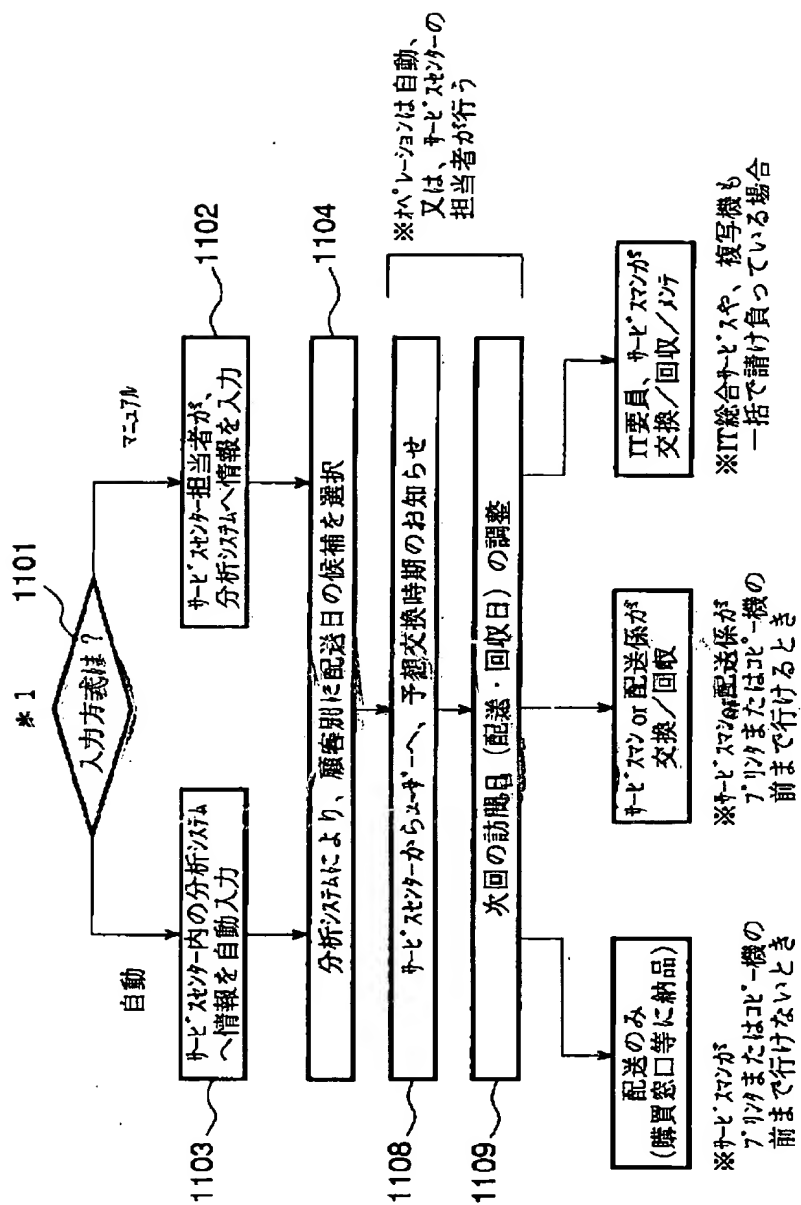 ※1
1101
入力方式は?
自動
マニュアル
1103
サービスセンター内の分析システム
へ情報を自動入力
1102
サービスセンター担当者が、
分析システムへ情報を入力
1104
分析システムにより、顧客別に配送日の候補を選択
1108
サービスセンターからユーザーへ、予想交換時期のお知らせ
1109
次回の訪問日(配送・回収日)の調整
※オペレーションは自動、
又は、サービスセンターの
担当者が行う
配送のみ
(購買窓口等に納品)
※サービスマンが
プリンタまたはコピー機の
前まで行けないとき
サービスマン or 配送係が
交換/回収
※サービスマンor配送係が
プリンタまたはコピー機の
前まで行けるとき
IT要員、サービスマンが
交換/回収/メンテ
※IT総合サービスや、複写機も
一括で請け負っている場合